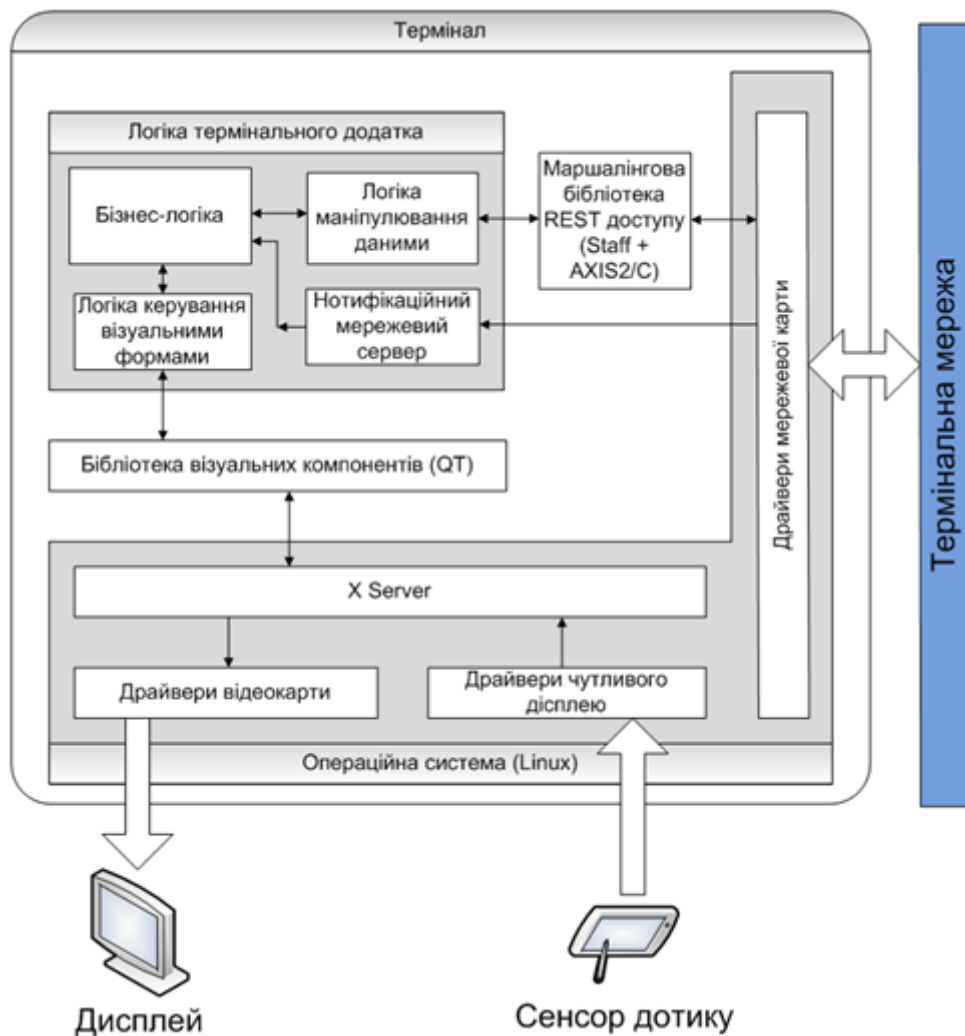 Термінал
Логіка термінального додатка
Бізнес-логіка
Логіка
маніпулювання
даними
Маршалінгова
бібліотека
REST доступу
(Staff +
AXIS2/C)
Логіка керування
візуальними
формами
Нотифікаційний
мережевий
сервер
Бібліотека візуальних компонентів (QT)
X Server
Драйвери відеокарти
Драйвери чутливого
дісплею
Операційна система (Linux)
Драйвери мережевої карти
Термінальна мережа
Дисплей
Сенсор дотику